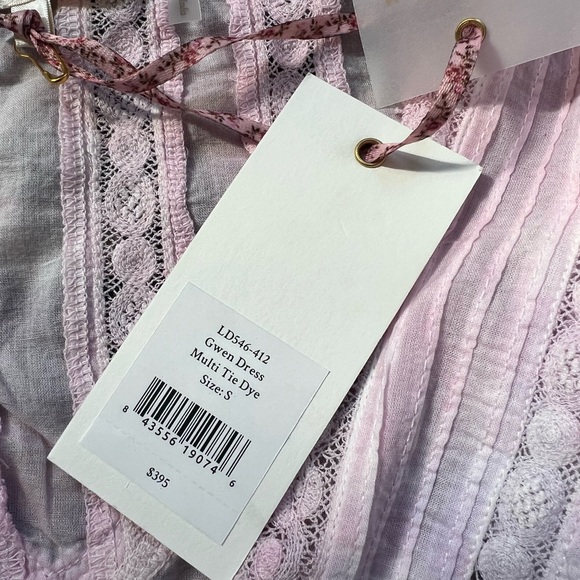 LD546-412
Gwen Dress
Multi Tie Dye
Size: S
8 43556 19074 6
$395